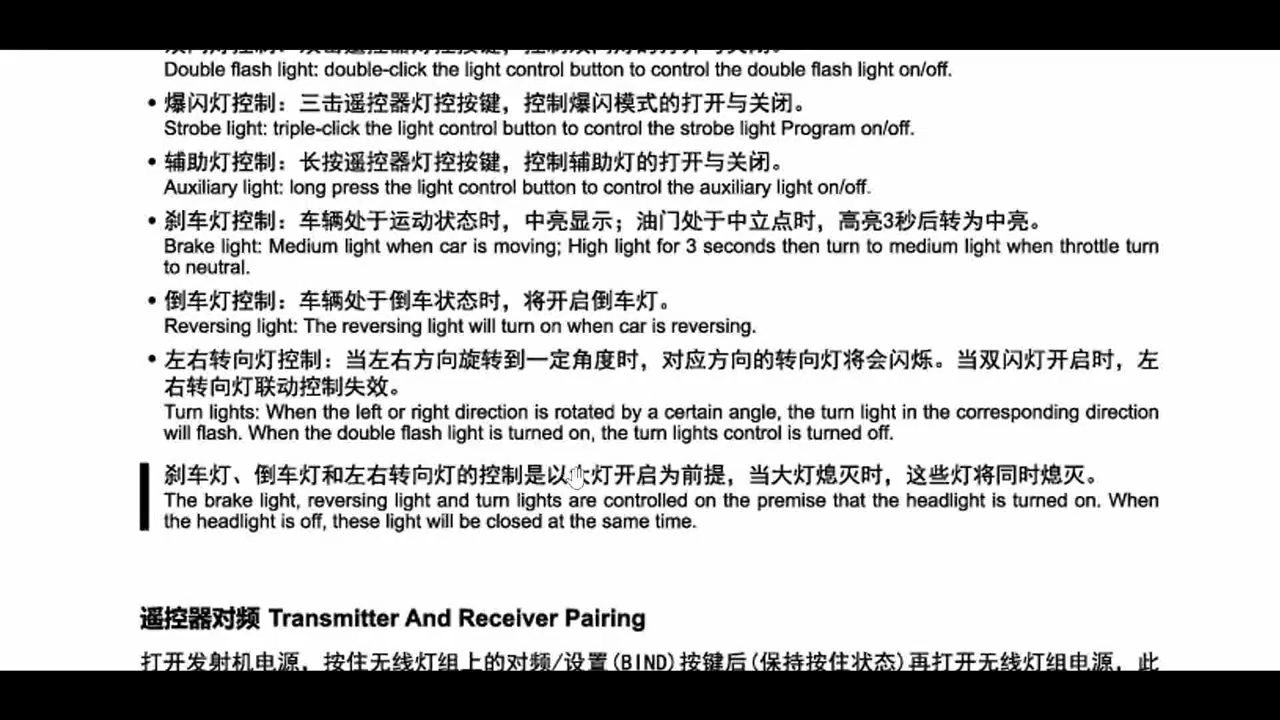 Double flash light: double-click the light control button to control the double flash light on/off.
• 爆闪灯控制：三击遥控器灯控按键，控制爆闪模式的打开与关闭。
Strobe light: triple-click the light control button to control the strobe light Program on/off.
• 辅助灯控制：长按遥控器灯控按键，控制辅助灯的打开与关闭。
Auxiliary light: long press the light control button to control the auxiliary light on/off.
• 刹车灯控制：车辆处于运动状态时，中亮显示；油门处于中立点时，高亮3秒后转为中亮。
Brake light: Medium light when car is moving; High light for 3 seconds then turn to medium light when throttle turn
to neutral.
• 倒车灯控制：车辆处于倒车状态时，将开启倒车灯。
Reversing light: The reversing light will turn on when car is reversing.
• 左右转向灯控制：当左右方向旋转到一定角度时，对应方向的转向灯将会闪烁。当双闪灯开启时，左
右转向灯联动控制失效。
Turn lights: When the left or right direction is rotated by a certain angle, the turn light in the corresponding direction
will flash. When the double flash light is turned on, the turn lights control is turned off.
刹车灯、倒车灯和左右转向灯的控制是以大灯开启为前提，当大灯熄灭时，这些灯将同时熄灭。
The brake light, reversing light and turn lights are controlled on the premise that the headlight is turned on. When
the headlight is off, these light will be closed at the same time.
遥控器对频 Transmitter And Receiver Pairing
打开发射机电源，按住无线灯组上的对频/设置(BIND)按键后(保持按住状态)再打开无线灯组电源，此